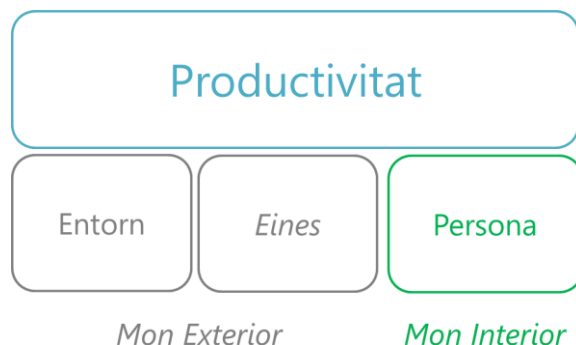 Productivitat
Entorn Eines Persona
Mon Exterior Mon Interior